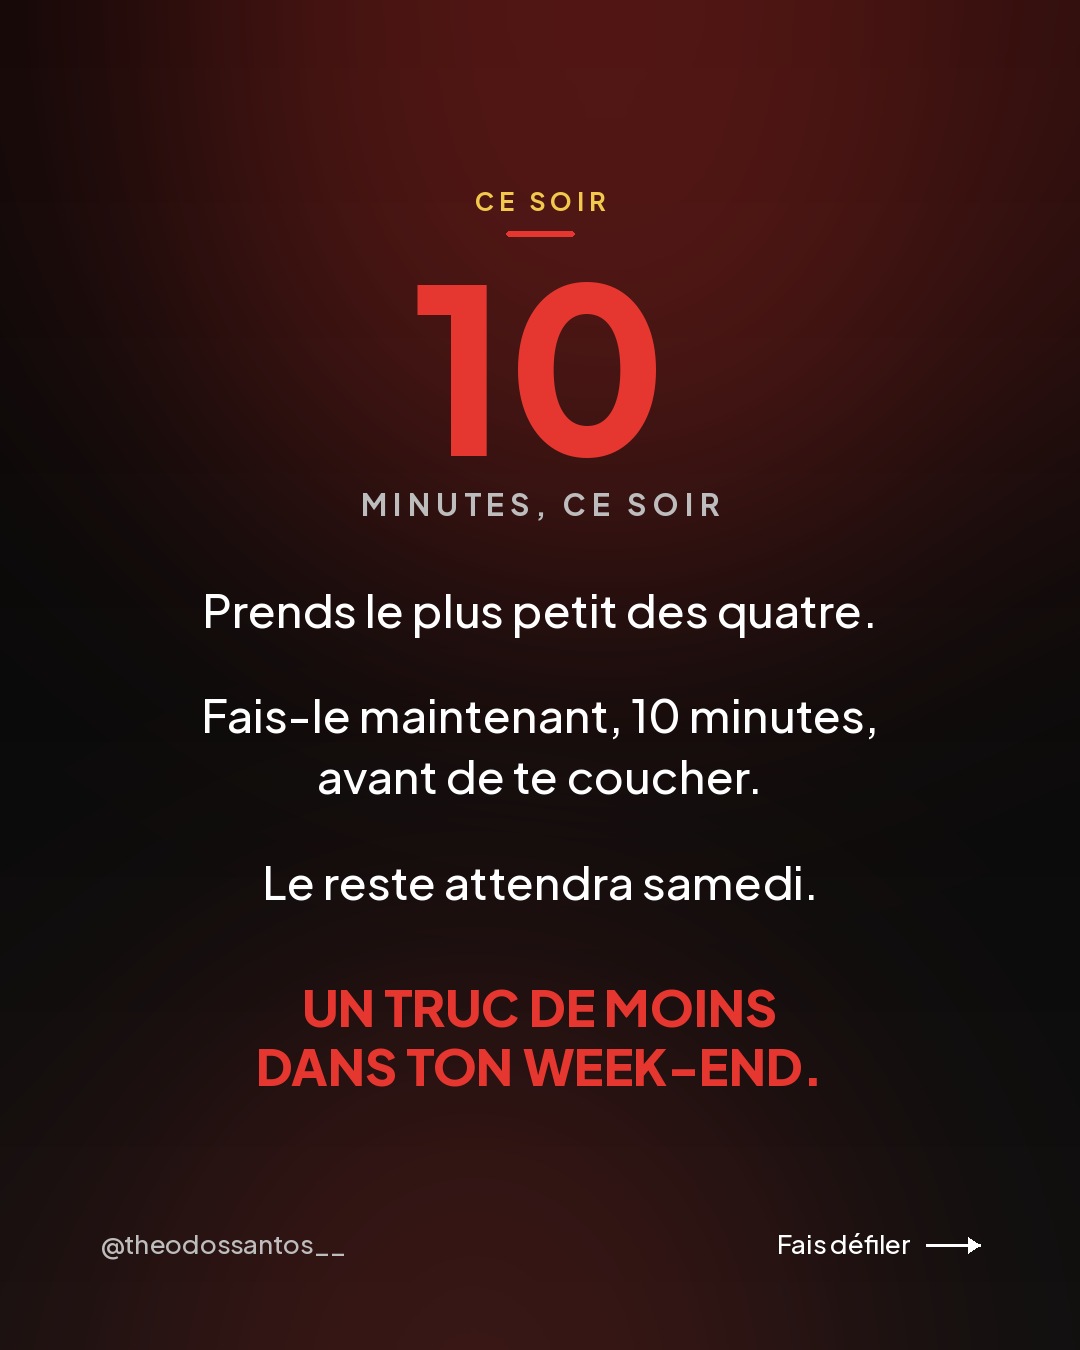 CE SOIR
10
MINUTES, CE SOIR
Prends le plus petit des quatre.
Fais-le maintenant, 10 minutes,
avant de te coucher.
Le reste attendra samedi.
UN TRUC DE MOINS
DANS TON WEEK-END.
@theodossantos__
Fais défiler